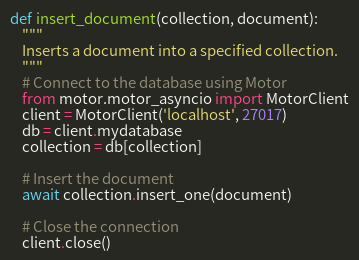 def insert_document(collection, document):
"""
Inserts a document into a specified collection.
"""
# Connect to the database using Motor
from motor.motor_asyncio import MotorClient
client = MotorClient('localhost', 27017)
db = client.mydatabase
collection = db[collection]
# Insert the document
await collection.insert_one(document)
# Close the connection
client.close()